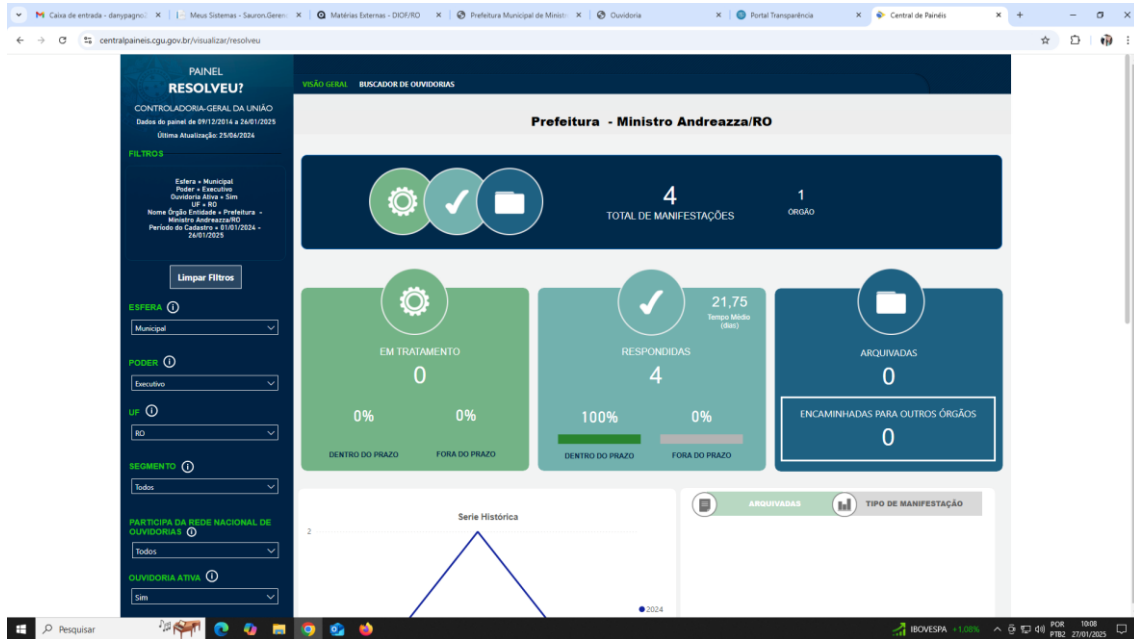 Caixa de entrada - danypagno2
Meus Sistemas - Sauron.Geren
Matérias Externas - DIOF/RO
Prefeitura Municipal de Ministr
Ouvidoria
Portal Transparência
Central de Painéis
centralpaineis.cgu.gov.br/visualizar/resolveu
PAINEL
RESOLVEU?
CONTROLADORIA-GERAL DA UNIÃO
Dados do painel de 09/12/2014 a 26/01/2025
Última Atualização: 25/06/2024
FILTROS
Esfera = Municipal
Poder = Executivo
Ouvidoria Ativa = Sim
UF = RO
Nome Órgão Entidade = Prefeitura -
Ministro Andreazza/RO
Período do Cadastro = 01/01/2024 -
26/01/2025
Limpar FIltros
ESFERA
Municipal
PODER
Executivo
UF
RO
SEGMENTO
Todos
PARTICIPA DA REDE NACIONAL DE
OUVIDORIAS
Todos
OUVIDORIA ATIVA
Sim
VISÃO GERAL BUSCADOR DE OUVIDORIAS
Prefeitura - Ministro Andreazza/RO
4
TOTAL DE MANIFESTAÇÕES
1
ÓRGÃO
EM TRATAMENTO
0
0% 0%
DENTRO DO PRAZO FORA DO PRAZO
21,75
Tempo Médio
(dias)
RESPONDIDAS
4
100% 0%
DENTRO DO PRAZO FORA DO PRAZO
ARQUIVADAS
0
ENCAMINHADAS PARA OUTROS ÓRGÃOS
0
Serie Histórica
2
2024
ARQUIVADAS
TIPO DE MANIFESTAÇÃO
Pesquisar
IBOVESPA +1,08%
POR
PTB2
10:08
27/01/2025